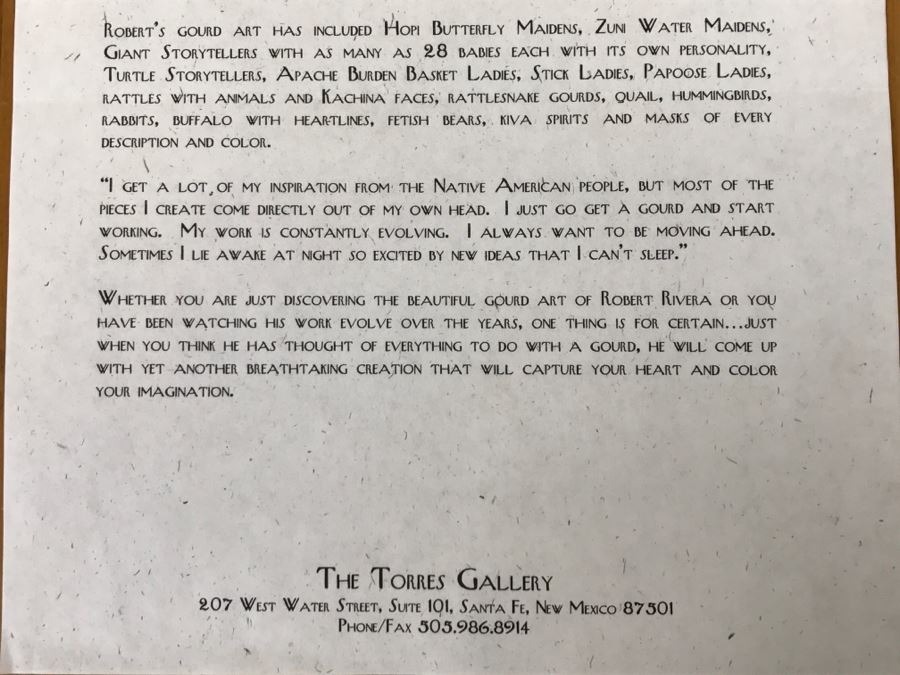 Robert's gourd art has included Hopi Butterfly Maidens, Zuni Water Maidens,
Giant Storytellers with as many as 28 babies each with its own personality,
Turtle Storytellers, Apache Burden Basket Ladies, Stick Ladies, Papoose Ladies,
rattles with animals and Kachina faces, rattlesnake gourds, quail, hummingbirds,
rabbits, buffalo with heartlines, fetish bears, kiva spirits and masks of every
description and color.
"I get a lot of my inspiration from the Native American people, but most of the
pieces I create come directly out of my own head. I just go get a gourd and start
working. My work is constantly evolving. I always want to be moving ahead.
Sometimes I lie awake at night so excited by new ideas that I can't sleep."
Whether you are just discovering the beautiful gourd art of Robert Rivera or you
have been watching his work evolve over the years, one thing is for certain...just
when you think he has thought of everything to do with a gourd, he will come up
with yet another breathtaking creation that will capture your heart and color
your imagination.
The Torres Gallery
207 West Water Street, Suite 101, Santa Fe, New Mexico 87501
Phone/Fax 505.986.8914